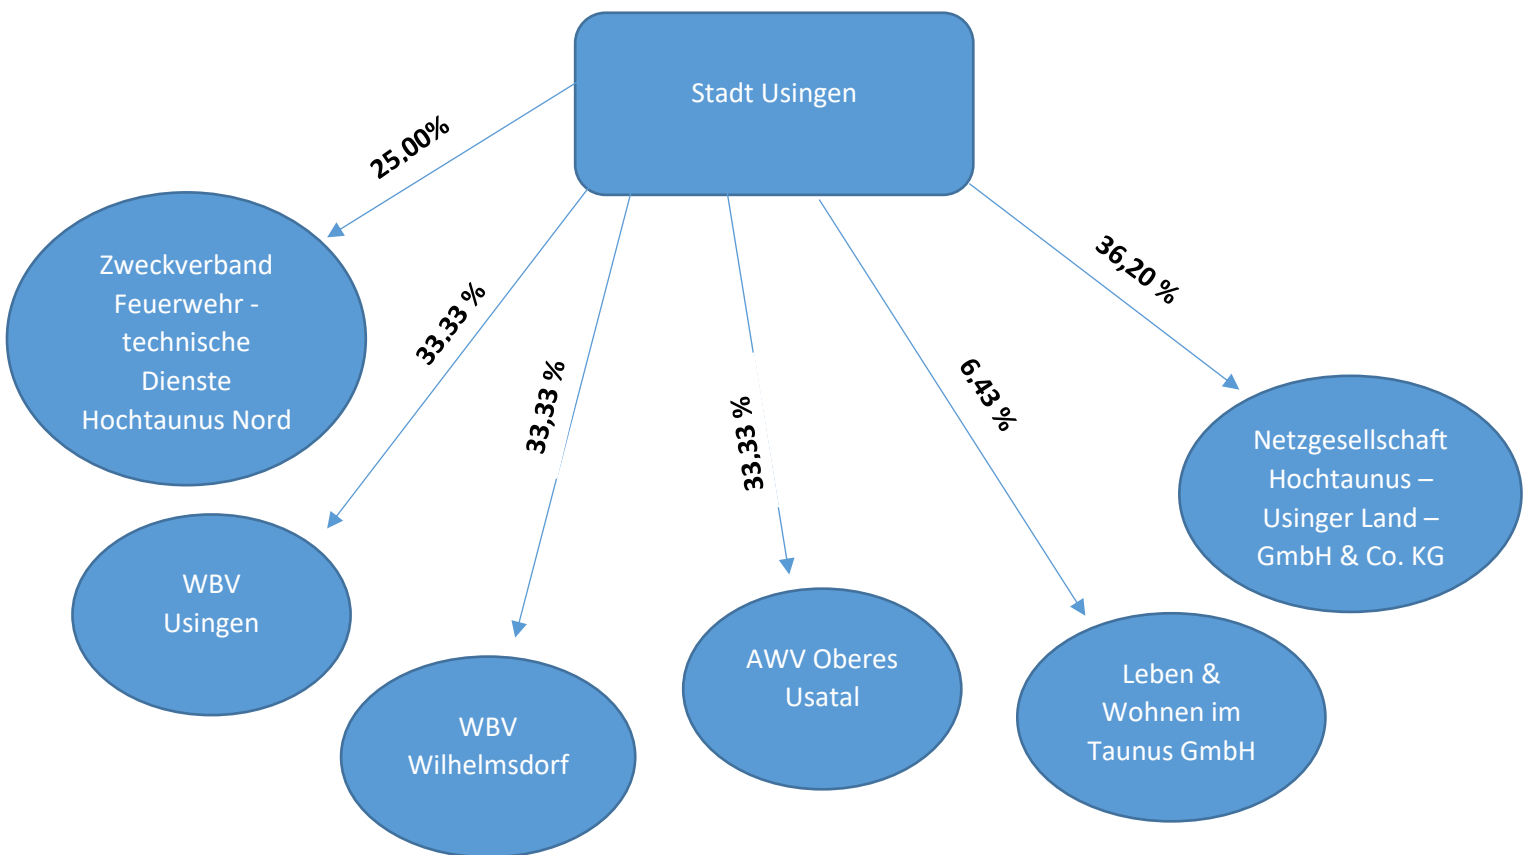 Stadt Usingen
25,00%
33,33 %
33,33 %
33,33 %
6,43 %
36,20 %
Zweckverband
Feuerwehr -
technische
Dienste
Hochtaunus Nord
WBV
Usingen
WBV
Wilhelmsdorf
AWV Oberes
Usatal
Leben &
Wohnen im
Taunus GmbH
Netzgesellschaft
Hochtaunus –
Usinger Land –
GmbH & Co. KG